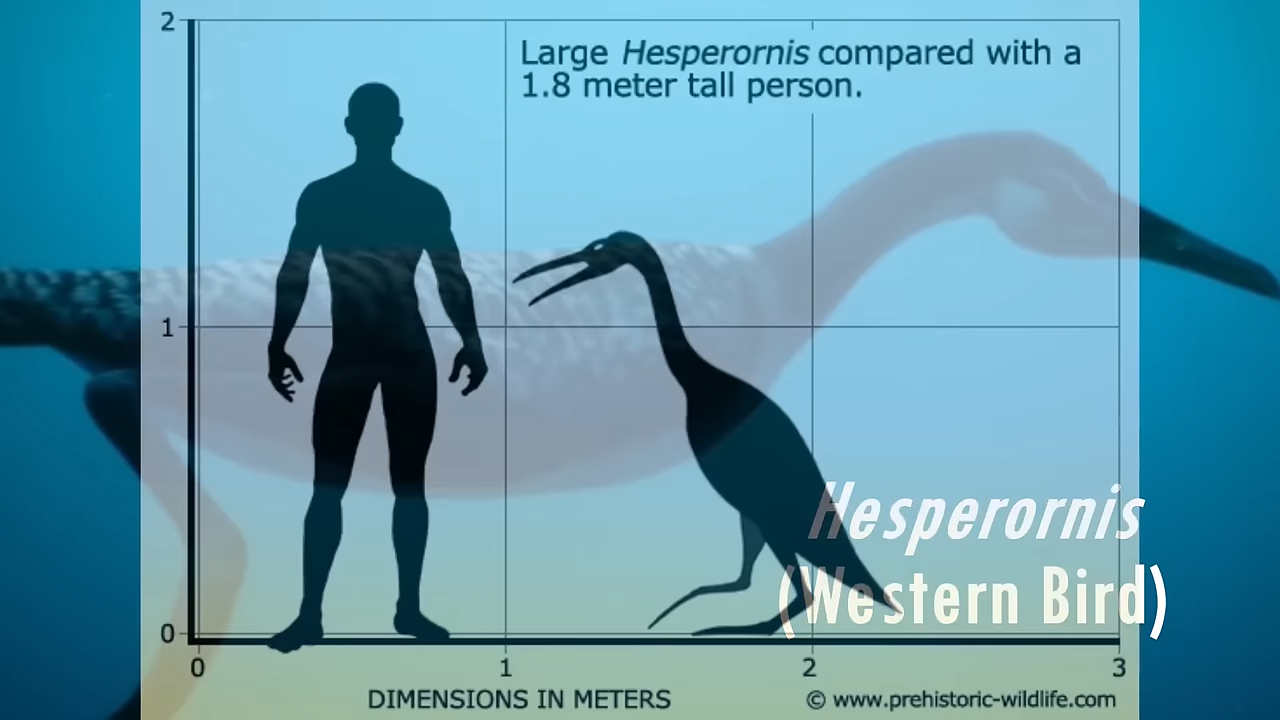 2
Large Hesperornis compared with a
1.8 meter tall person.
1
Hesperornis
(Western Bird)
0
0 1 2 3
DIMENSIONS IN METERS © www.prehistoric-wildlife.com